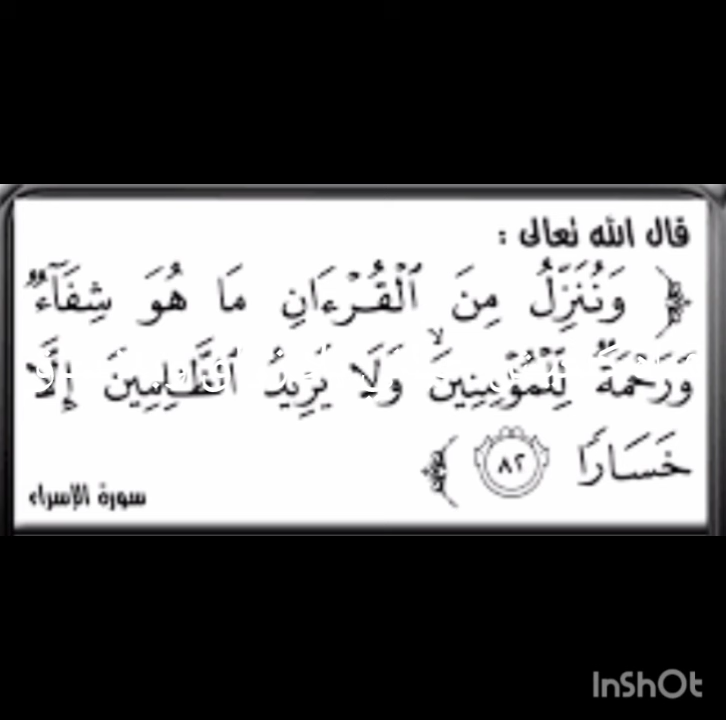 قال الله تعالى :
﴿ وَنُنَزِّلُ مِنَ ٱلْقُرْءَانِ مَا هُوَ شِفَآءٌ
وَرَحْمَةٌ لِّلْمُؤْمِنِينَ ۙ وَلَا يَزِيدُ ٱلظَّٰلِمِينَ إِلَّا
خَسَارًا ٨٢ ﴾
سورة الإسراء
InShOt